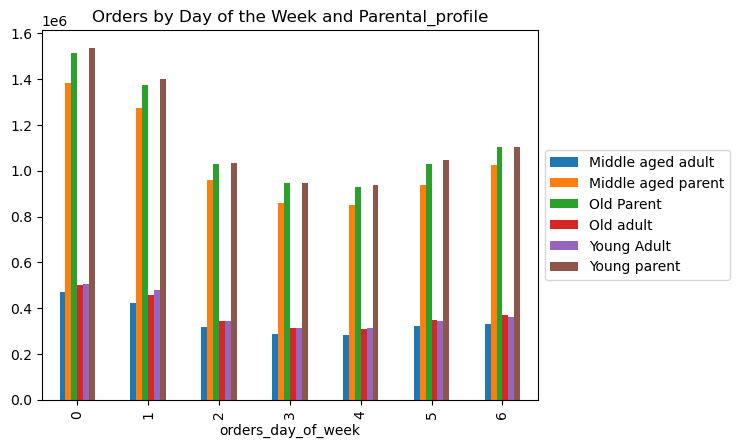 Orders by Day of the Week and Parental_profile
1e6
1.6
1.4
1.2
1.0
0.8
0.6
0.4
0.2
0.0
0 1 2 3 4 5 6
orders_day_of_week
Middle aged adult
Middle aged parent
Old Parent
Old adult
Young Adult
Young parent